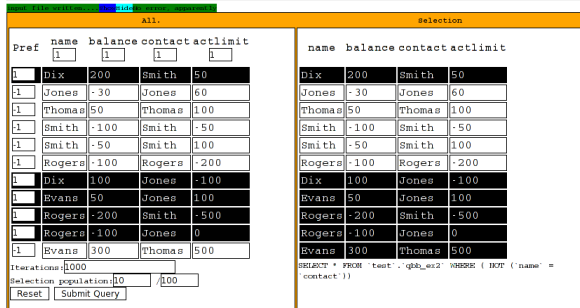 input file written....
no error, apparently
All.
Selection
Pref name balance contact actlimit
1 1 1 1
name balance contact actlimit
1 Dix 200 Smith 50
Dix 200 Smith 50
-1 Jones -30 Jones 60
Jones -30 Jones 60
-1 Thomas 50 Thomas 100
Thomas 50 Thomas 100
-1 Smith -100 Smith -50
Smith -100 Smith -50
-1 Smith -50 Smith 100
Smith -50 Smith 100
-1 Rogers -100 Rogers -200
Rogers -100 Rogers -200
1 Dix 100 Jones -100
Dix 100 Jones -100
1 Evans 50 Jones 100
Evans 50 Jones 100
1 Rogers -200 Smith -500
Rogers -200 Smith -500
1 Rogers -100 Jones 0
Rogers -100 Jones 0
-1 Evans 300 Thomas 500
Evans 300 Thomas 500
Iterations:1000
Selection population:10 /100
Reset Submit Query
SELECT * FROM `test`.`qbb_ex2` WHERE ( NOT (`name` =
`contact`))